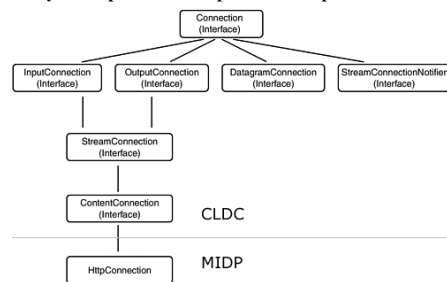 Connection
(Interface)
InputConnection
(Interface)
OutputConnection
(Interface)
DatagramConnection
(Interface)
StreamConnectionNotifier
(Interface)
StreamConnection
(Interface)
ContentConnection
(Interface)
CLDC
HttpConnection
MIDP